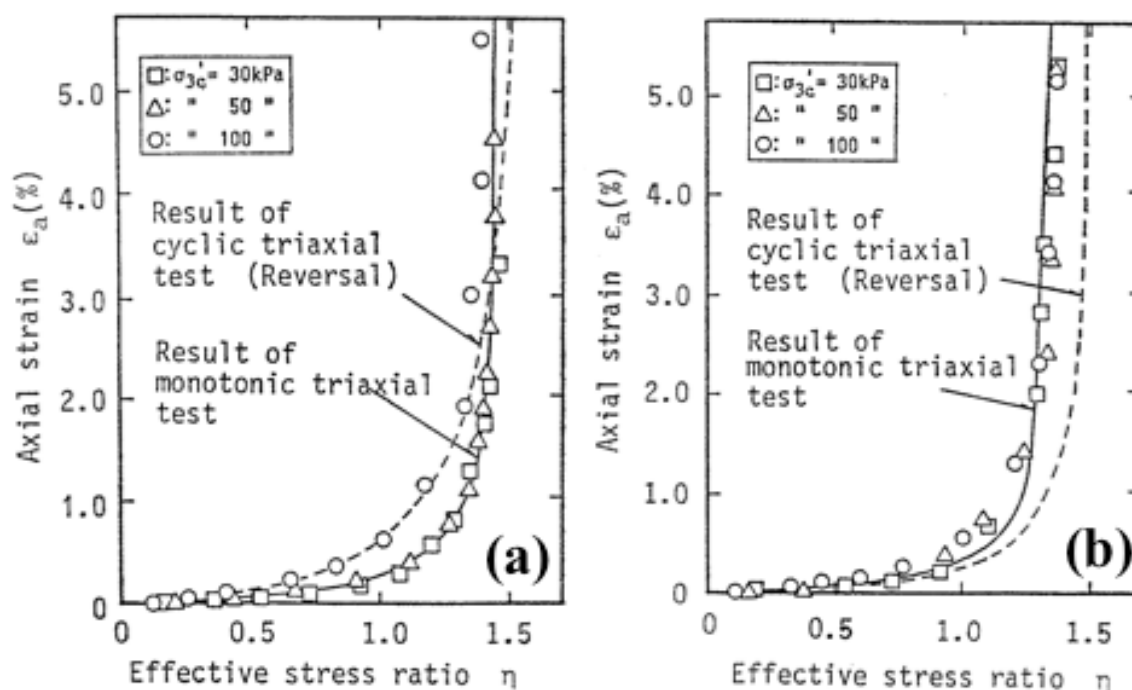 5.0
4.0
3.0
2.0
1.0
0
Axial strain εa(%)
□:σ3c'= 30kPa
△: " 50 "
○: " 100 "
Result of
cyclic triaxial
test (Reversal)
Result of
monotonic triaxial
test
(a)
0 0.5 1.0 1.5
Effective stress ratio η
5.0
4.0
3.0
2.0
1.0
0
Axial strain εa(%)
□:σ3c'= 30kPa
△: " 50 "
○: " 100 "
Result of
cyclic triaxial
test (Reversal)
Result of
monotonic triaxial
test
(b)
0 0.5 1.0 1.5
Effective stress ratio η